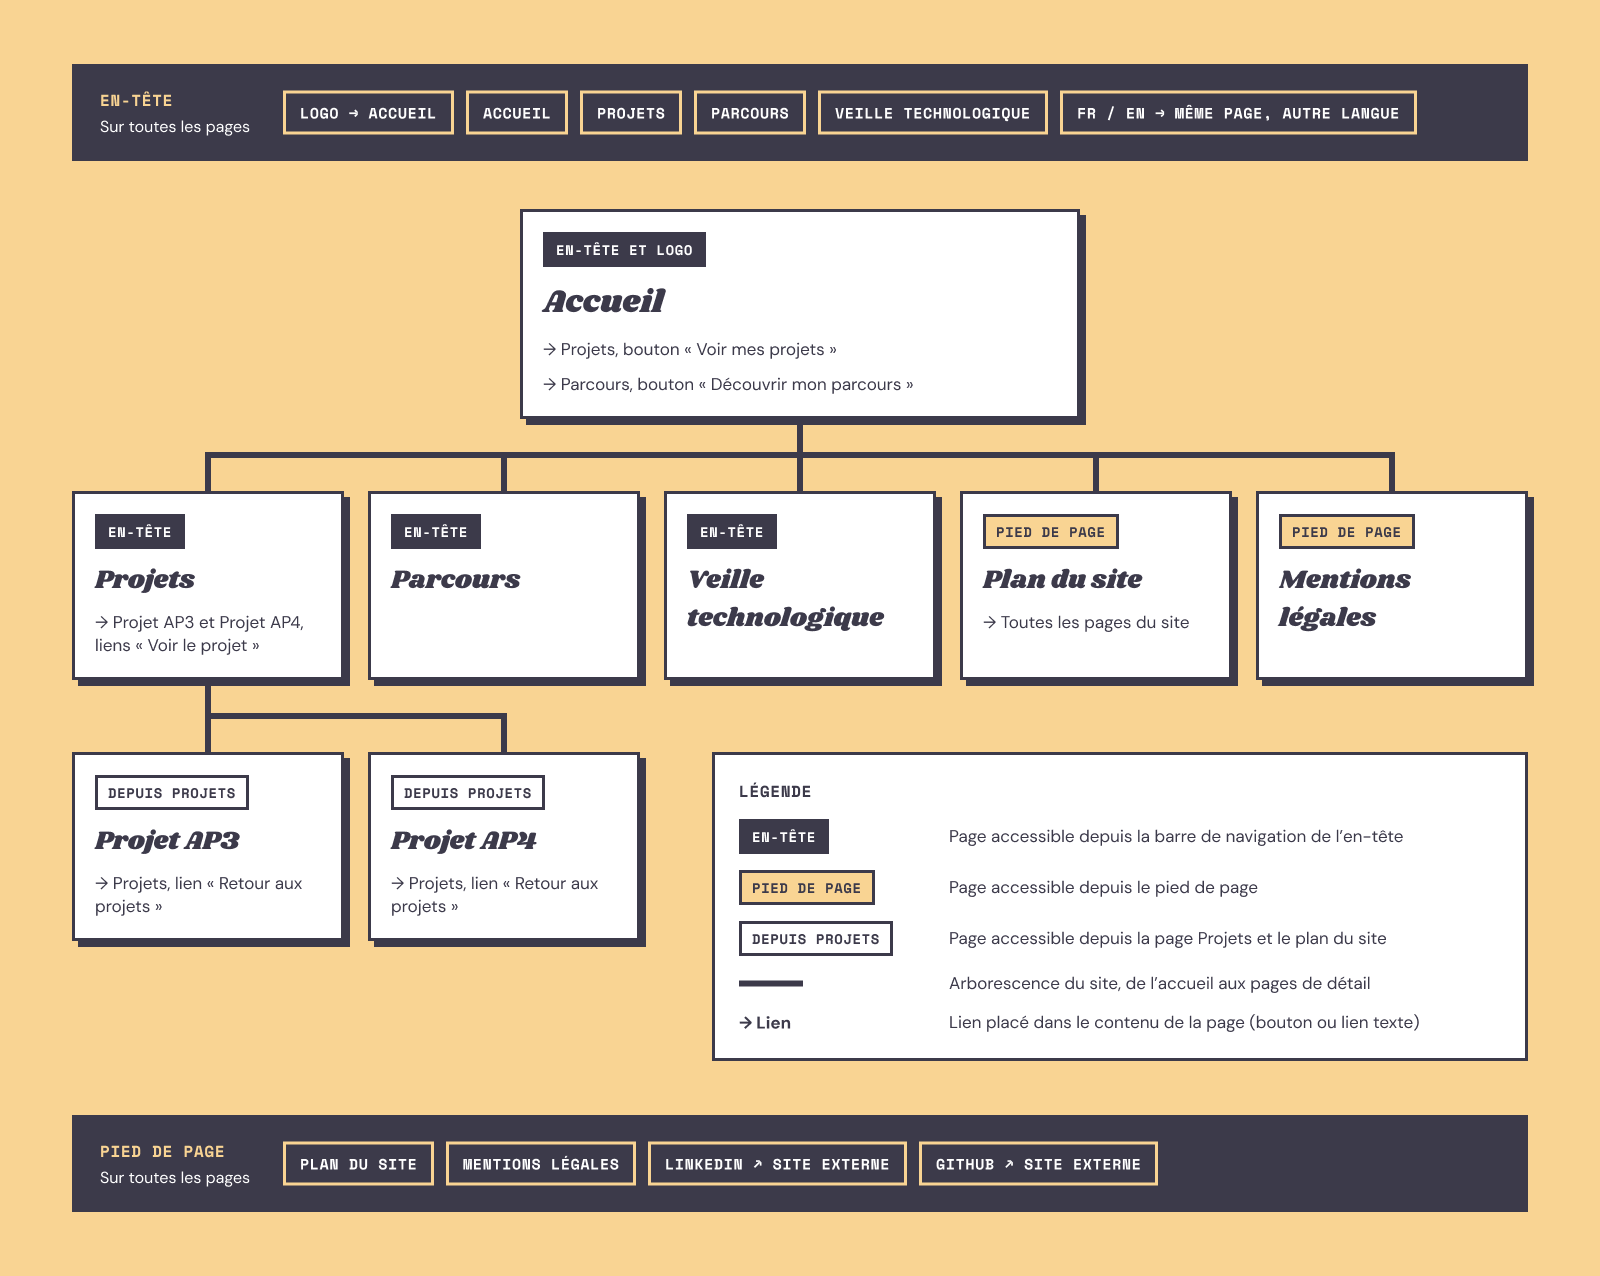 EN-TÊTE
Sur toutes les pages
LOGO → ACCUEIL
ACCUEIL
PROJETS
PARCOURS
VEILLE TECHNOLOGIQUE
FR / EN → MÊME PAGE, AUTRE LANGUE
EN-TÊTE ET LOGO
Accueil
→ Projets, bouton « Voir mes projets »
→ Parcours, bouton « Découvrir mon parcours »
EN-TÊTE
Projets
→ Projet AP3 et Projet AP4,
liens « Voir le projet »
EN-TÊTE
Parcours
EN-TÊTE
Veille
technologique
PIED DE PAGE
Plan du site
→ Toutes les pages du site
PIED DE PAGE
Mentions
légales
DEPUIS PROJETS
Projet AP3
→ Projets, lien « Retour aux
projets »
DEPUIS PROJETS
Projet AP4
→ Projets, lien « Retour aux
projets »
LÉGENDE
EN-TÊTE
Page accessible depuis la barre de navigation de l’en-tête
PIED DE PAGE
Page accessible depuis le pied de page
DEPUIS PROJETS
Page accessible depuis la page Projets et le plan du site
Arborescence du site, de l’accueil aux pages de détail
→ Lien
Lien placé dans le contenu de la page (bouton ou lien texte)
PIED DE PAGE
Sur toutes les pages
PLAN DU SITE
MENTIONS LÉGALES
LINKEDIN ↗ SITE EXTERNE
GITHUB ↗ SITE EXTERNE